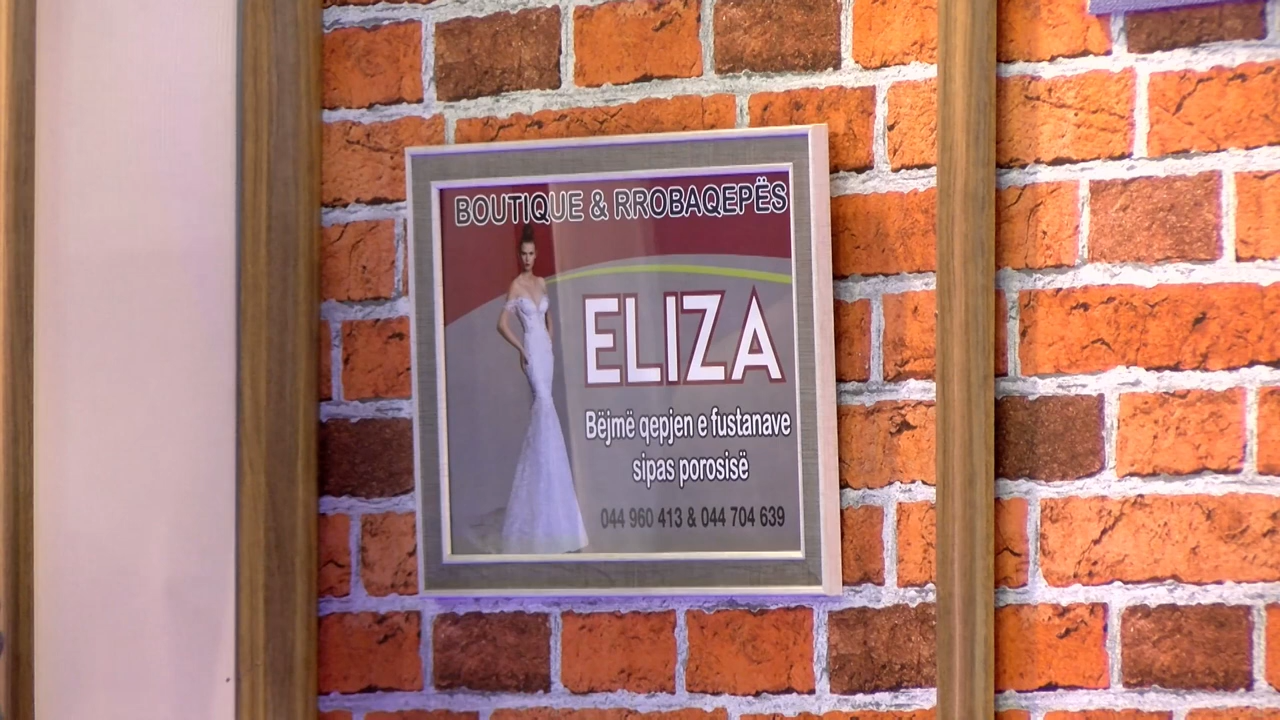 BOUTIQUE & RROBAQEPËS
ELIZA
Bëjmë qepjen e fustanave
sipas porosisë
044 960 413 & 044 704 639